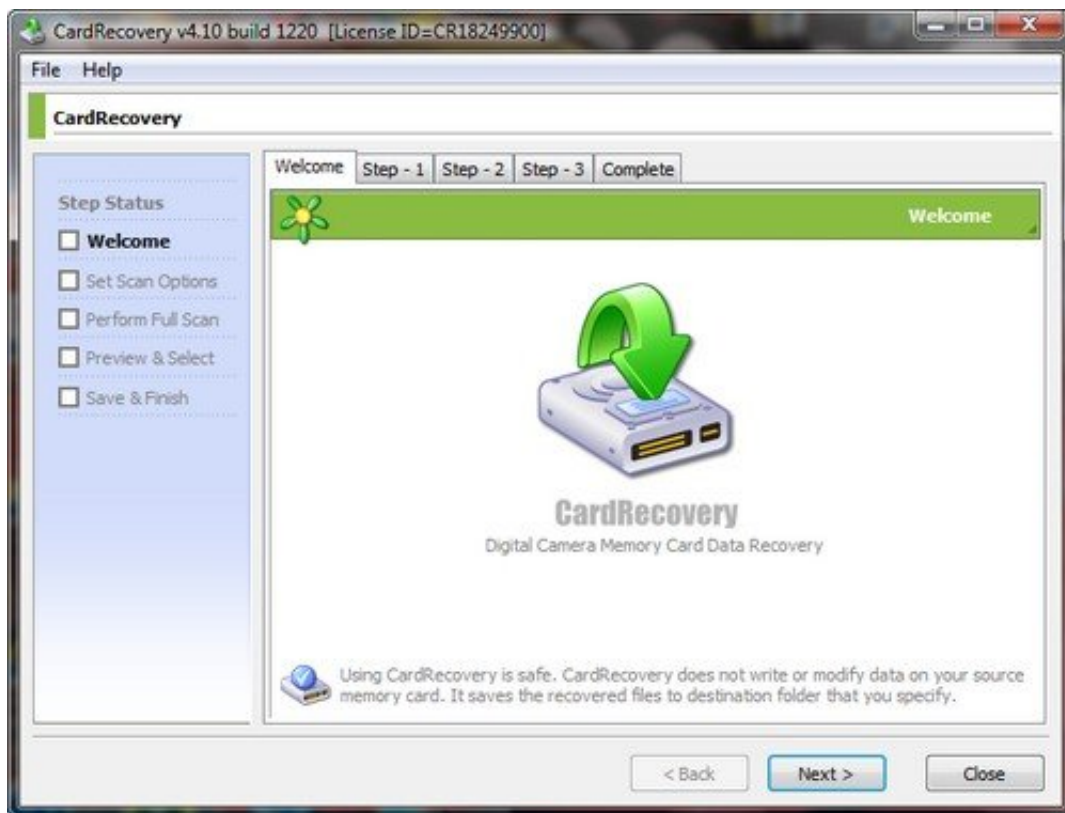 CardRecovery v4.10 build 1220 [License ID=CR18249900]
File Help
CardRecovery
Welcome Step - 1 Step - 2 Step - 3 Complete
Step Status
Welcome
Set Scan Options
Perform Full Scan
Preview & Select
Save & Finish
Welcome
CardRecovery
Digital Camera Memory Card Data Recovery
Using CardRecovery is safe. CardRecovery does not write or modify data on your source
memory card. It saves the recovered files to destination folder that you specify.
< Back Next > Close